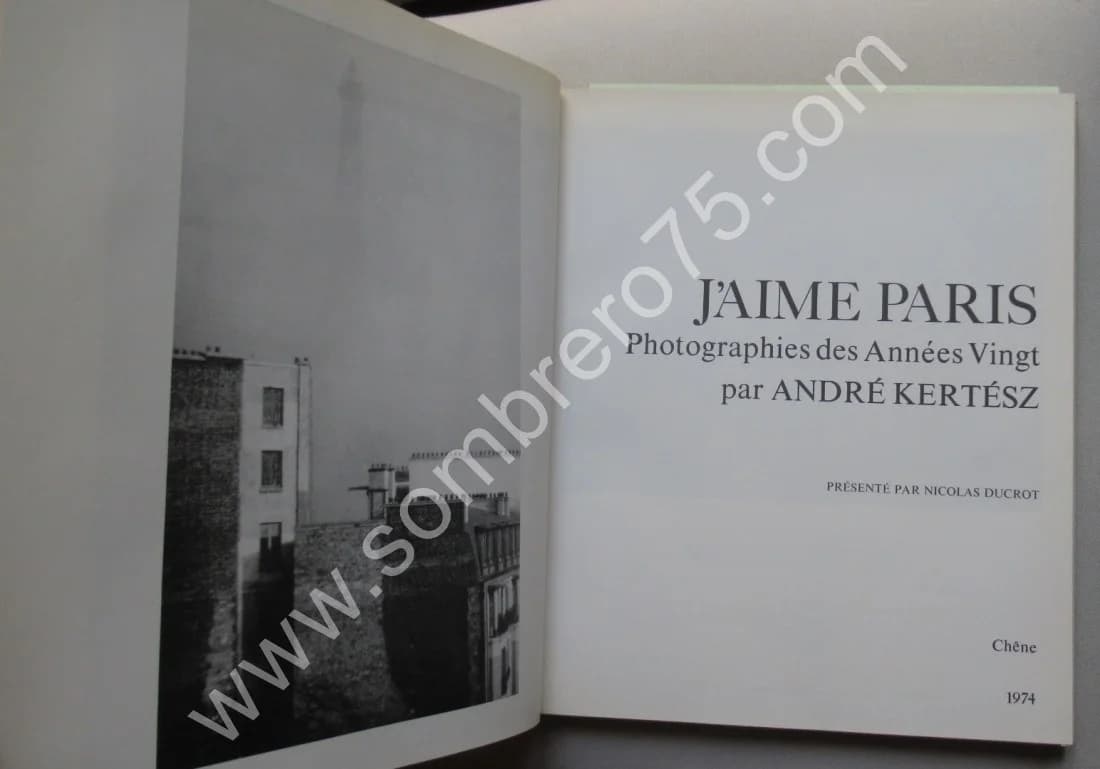 J'AIME PARIS
Photographies des Années Vingt
par ANDRÉ KERTÉSZ
PRÉSENTÉ PAR NICOLAS DUCROT
Chêne
1974
www.sombrero75.com